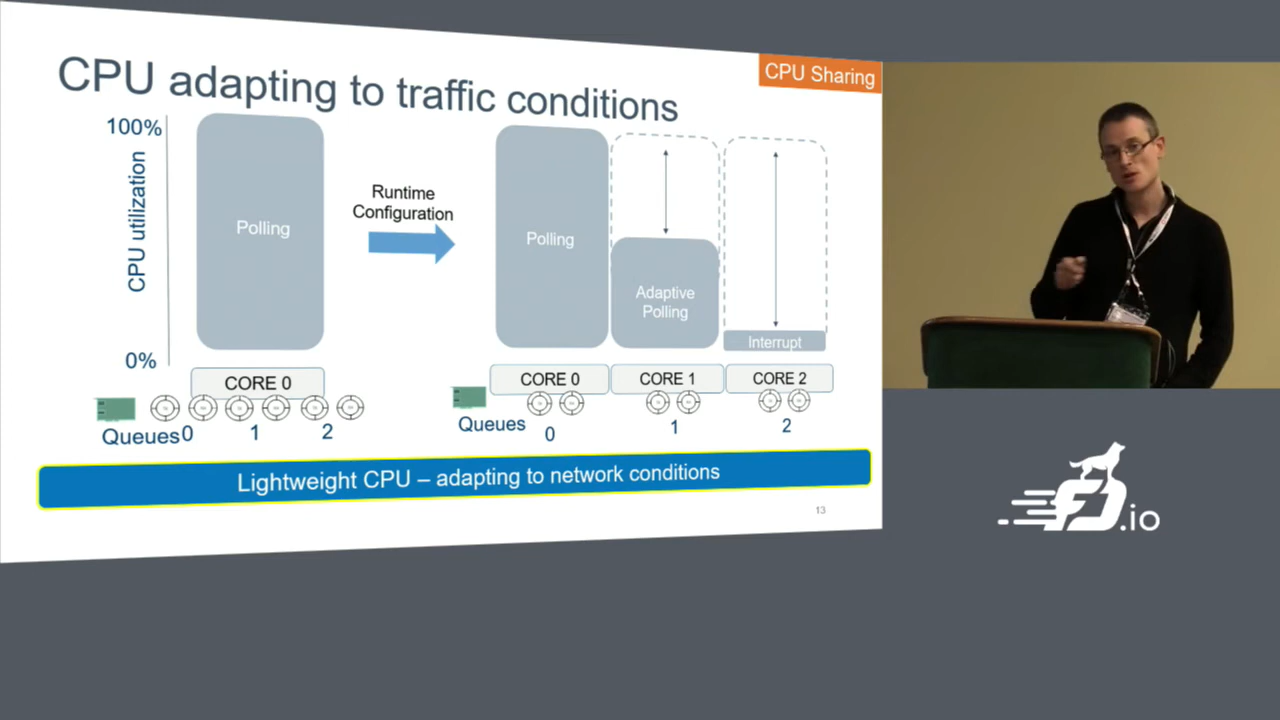 CPU adapting to traffic conditions
CPU Sharing
100%
CPU utilization
0%
Polling
CORE 0
Queues 0 1 2
Runtime
Configuration
Polling
Adaptive
Polling
Interrupt
CORE 0
CORE 1
CORE 2
Queues 0 1 2
Lightweight CPU – adapting to network conditions
13
FD.io